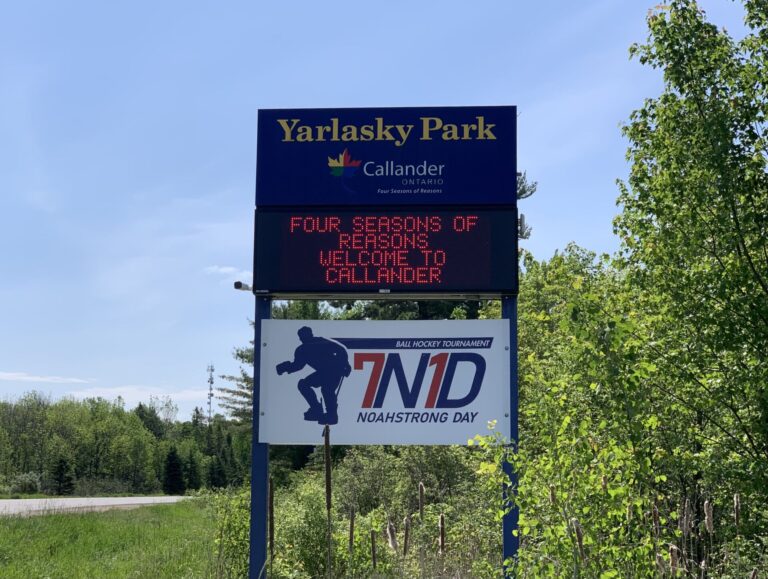 Yarlasky Park
Callander
ONTARIO
Four Seasons of Reasons
FOUR SEASONS OF
REASONS
WELCOME TO
CALLANDER
BALL HOCKEY TOURNAMENT
7N1D
NOAHSTRONG DAY